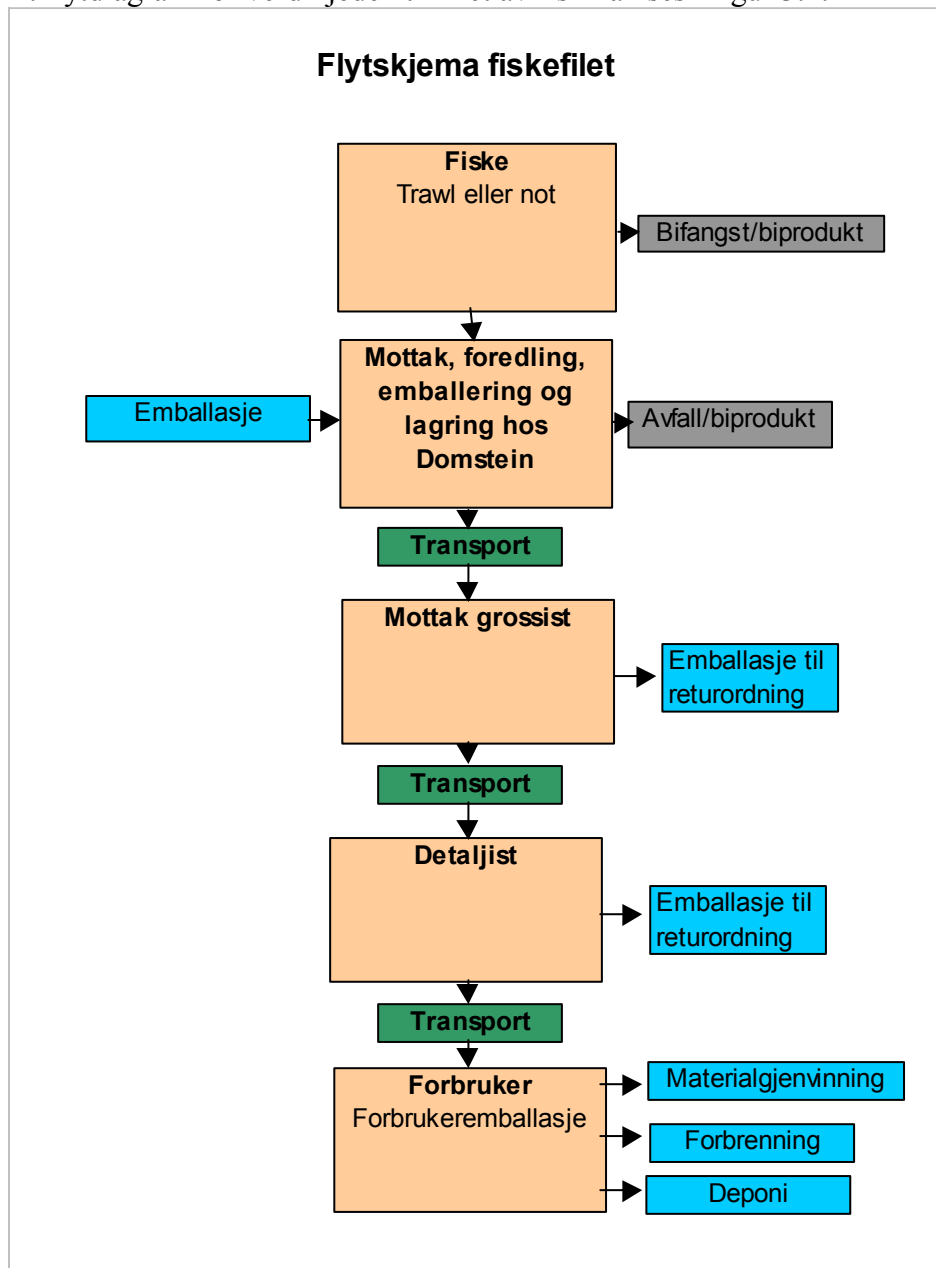 Flytskjema fiskefilet
Fiske
Trawl eller not
Bifangst/biprodukt
Mottak, foredling,
emballering og
lagring hos
Domstein
Emballasje
Avfall/biprodukt
Transport
Mottak grossist
Emballasje til
returordning
Transport
Detaljist
Emballasje til
returordning
Transport
Forbruker
Forbrukeremballasje
Materialgjenvinning
Forbrenning
Deponi